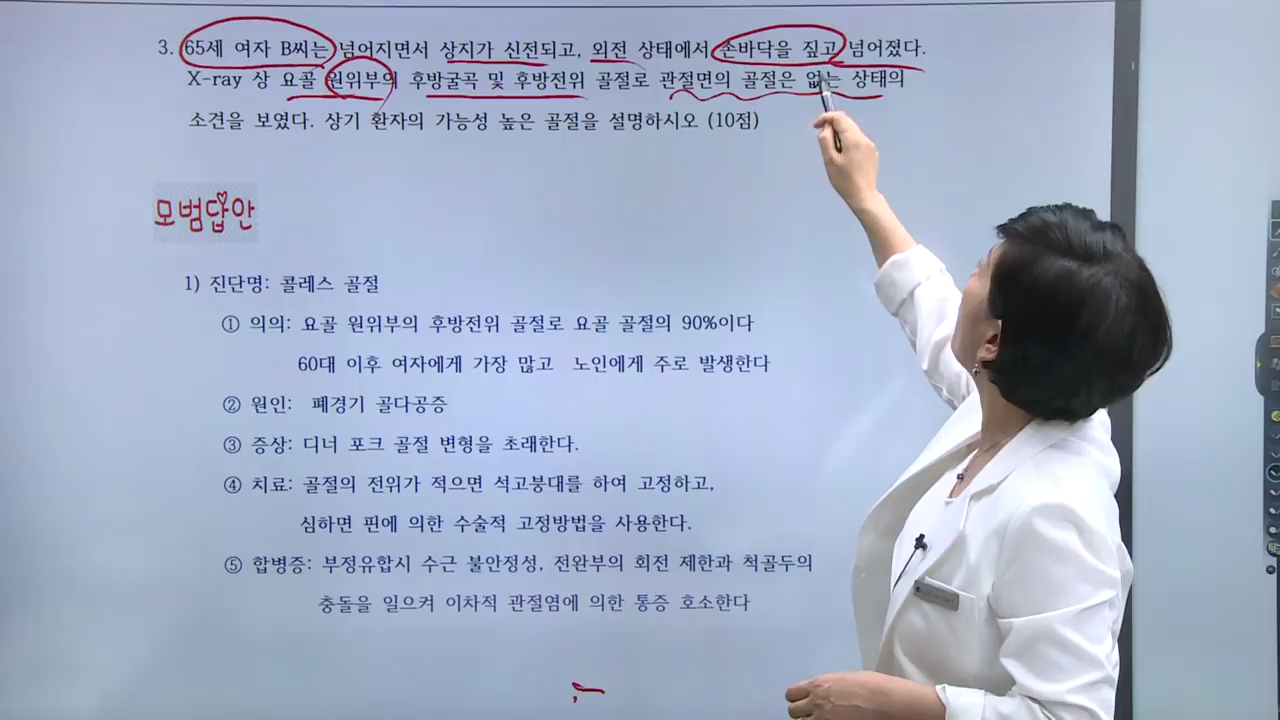 3. 65세 여자 B씨는 넘어지면서 상지가 신전되고, 외전 상태에서 손바닥을 짚고 넘어졌다.
X-ray 상 요골 원위부의 후방굴곡 및 후방전위 골절로 관절면의 골절은 없는 상태의
소견을 보였다. 상기 환자의 가능성 높은 골절을 설명하시오 (10점)
모범답안
1) 진단명: 콜레스 골절
① 의의: 요골 원위부의 후방전위 골절로 요골 골절의 90%이다
60대 이후 여자에게 가장 많고 노인에게 주로 발생한다
② 원인: 폐경기 골다공증
③ 증상: 디너 포크 골절 변형을 초래한다.
④ 치료: 골절의 전위가 적으면 석고붕대를 하여 고정하고,
심하면 핀에 의한 수술적 고정방법을 사용한다.
⑤ 합병증: 부정유합시 수근 불안정성, 전완부의 회전 제한과 척골두의
충돌을 일으켜 이차적 관절염에 의한 통증 호소한다